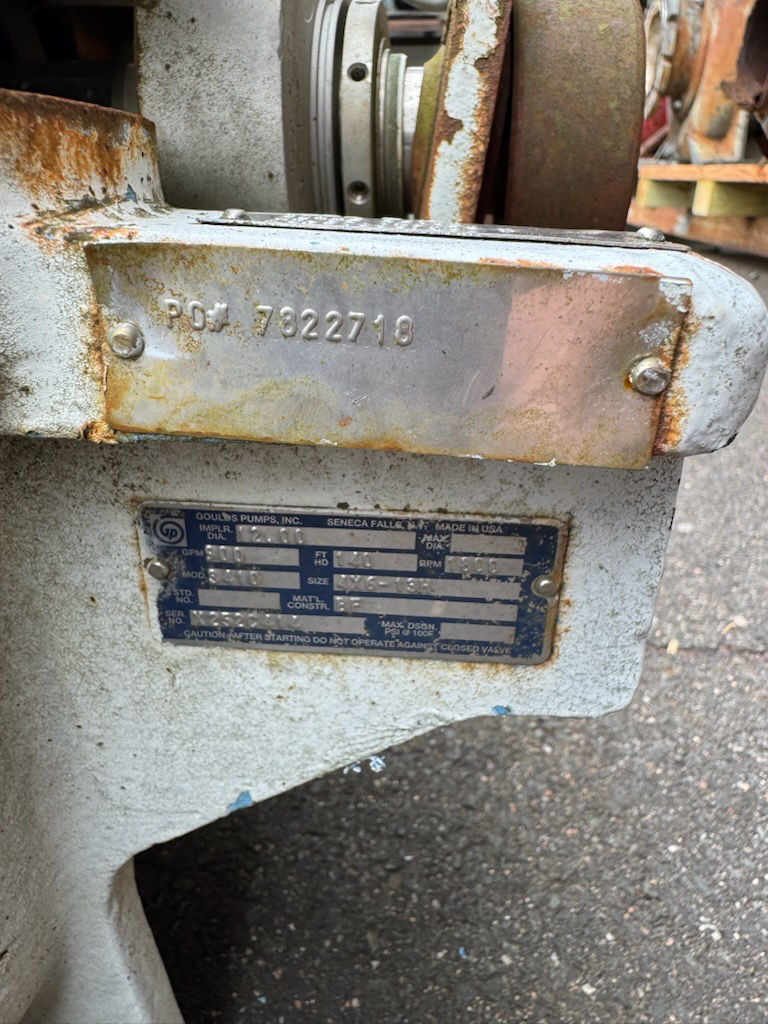 PO# 7822718
GP
GOULDS PUMPS, INC. SENECA FALLS, N.Y. MADE IN USA
IMPLR. DIA. 12.00 MAX. DIA.
GPM 800 FT HD 140 RPM 1800
MOD. 3410 SIZE 4X6-13H
STD. NO. MAT'L. CONSTR. BF
SER. NO. MAX. DSGN. PSI @ 100F
CAUTION: AFTER STARTING DO NOT OPERATE AGAINST CLOSED VALVE